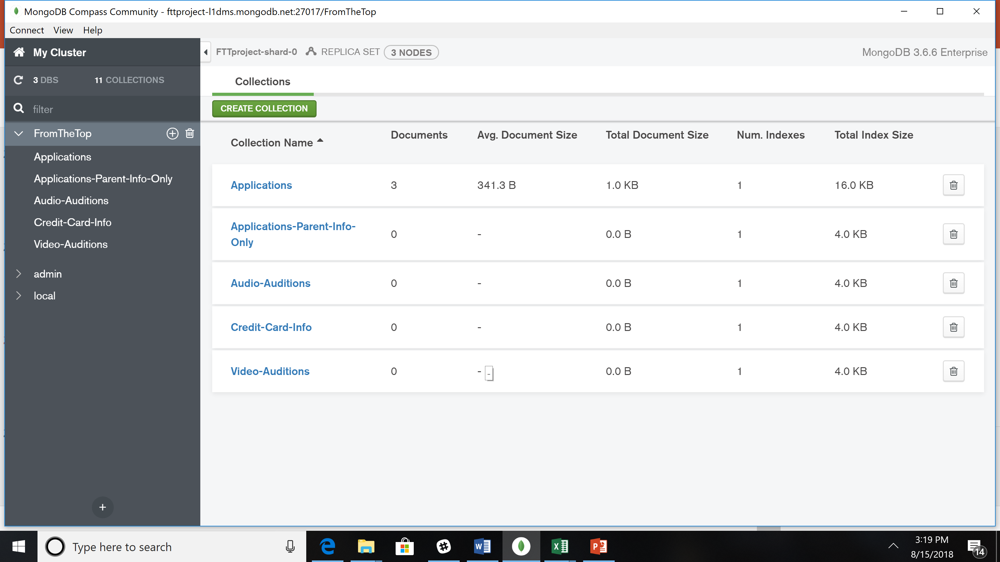 MongoDB Compass Community - fttproject-l1dms.mongodb.net:27017/FromTheTop
Connect View Help
My Cluster
3 DBS 11 COLLECTIONS
filter
FromTheTop
Applications
Applications-Parent-Info-Only
Audio-Auditions
Credit-Card-Info
Video-Auditions
admin
local
+
FTTproject-shard-0 REPLICA SET 3 NODES MongoDB 3.6.6 Enterprise
Collections
CREATE COLLECTION
Collection Name Documents Avg. Document Size Total Document Size Num. Indexes Total Index Size
Applications 3 341.3 B 1.0 KB 1 16.0 KB
Applications-Parent-Info-
Only 0 - 0.0 B 1 4.0 KB
Audio-Auditions 0 - 0.0 B 1 4.0 KB
Credit-Card-Info 0 - 0.0 B 1 4.0 KB
Video-Auditions 0 - - 0.0 B 1 4.0 KB
Type here to search
3:19 PM
8/15/2018
14